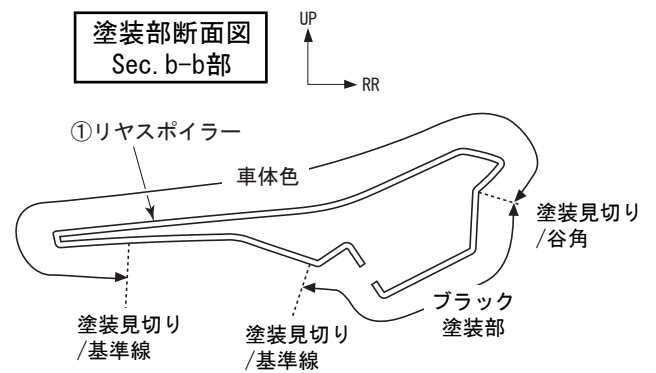 塗装部断面図
Sec. b-b部
UP
RR
①リヤスポイラー
車体色
塗装見切り
/谷角
ブラック
塗装部
塗装見切り
/基準線
塗装見切り
/基準線